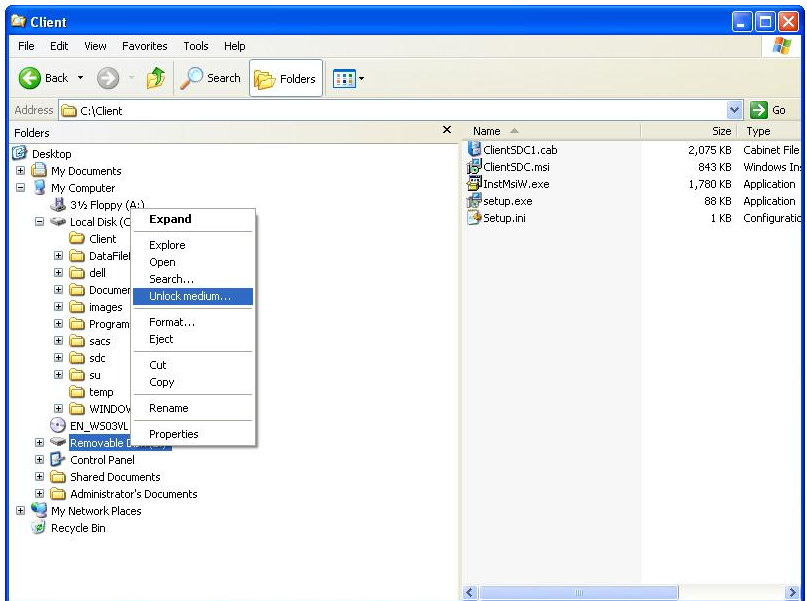 Client
File Edit View Favorites Tools Help
Back Search Folders
Address C:\Client Go
Folders
Desktop
My Documents
My Computer
3½ Floppy (A:)
Local Disk (C
Client
DataFile
dell
Documen
images
Program
sacs
sdc
su
temp
WINDOW
EN_WS03VL
Removable
Control Panel
Shared Documents
Administrator's Documents
My Network Places
Recycle Bin
Expand
Explore
Open
Search...
Unlock medium...
Format...
Eject
Cut
Copy
Rename
Properties
Name Size Type
ClientSDC1.cab 2,075 KB Cabinet File
ClientSDC.msi 843 KB Windows Ins
InstMsiW.exe 1,780 KB Application
setup.exe 88 KB Application
Setup.ini 1 KB Configuratio